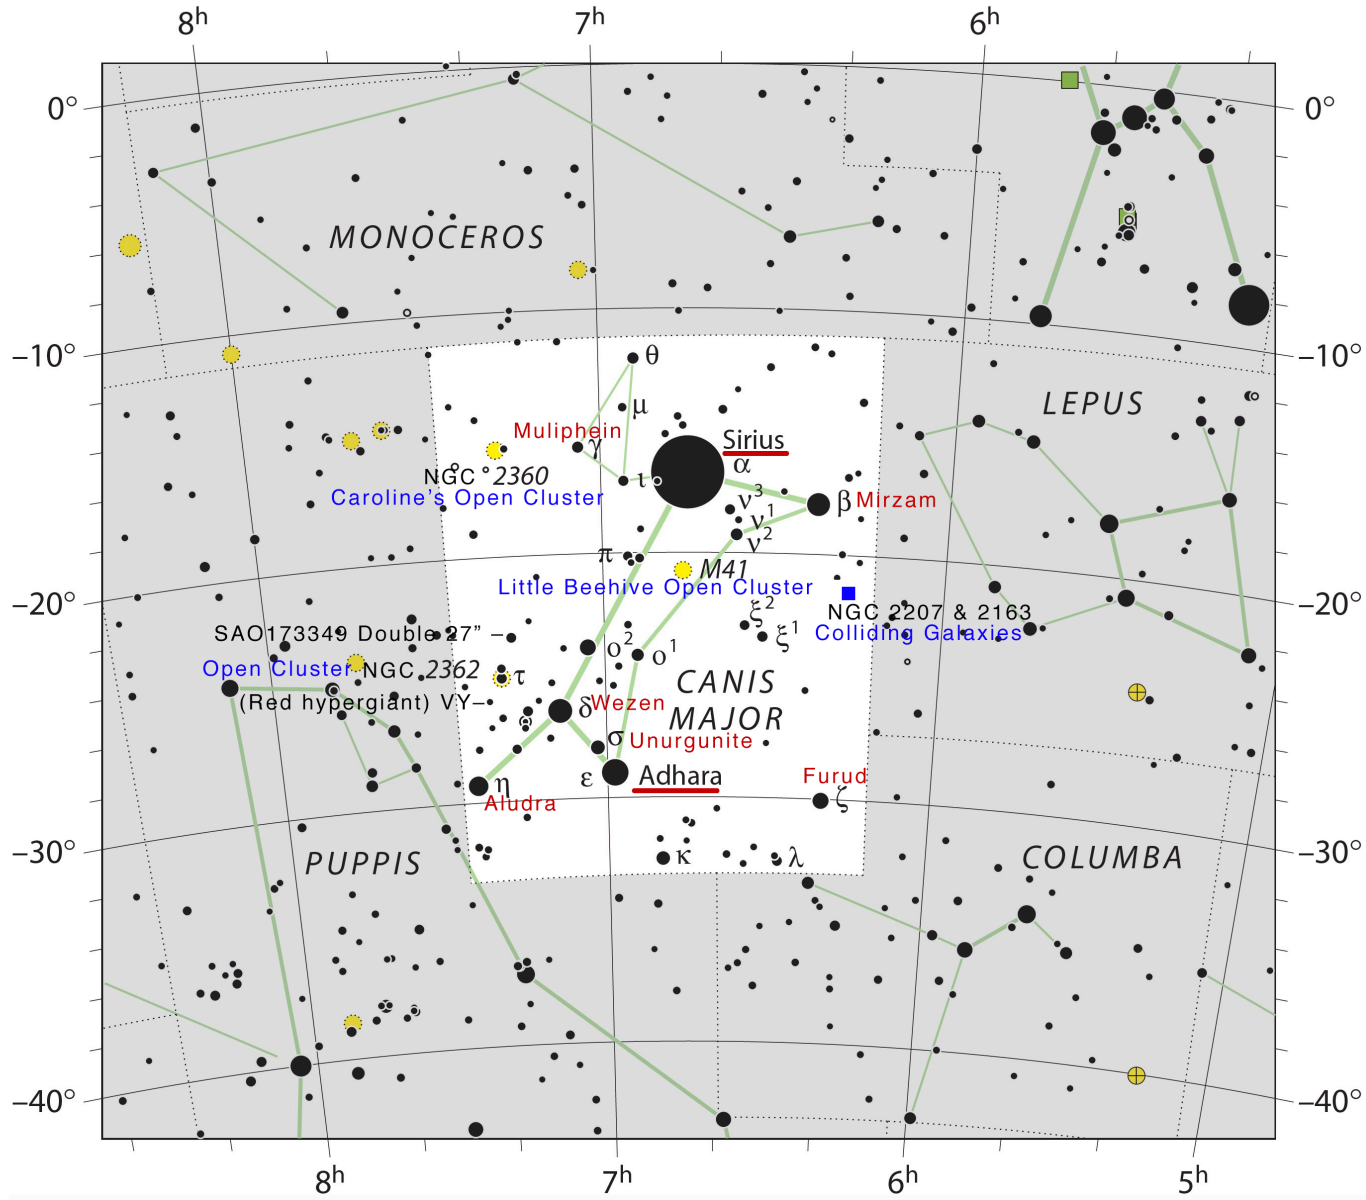 8ʰ 7ʰ 6ʰ
0° 0°
MONOCEROS
–10° –10°
θ
LEPUS
μ
Muliphein
γ
Sirius
α
NGC 2360
ι
Caroline's Open Cluster
ν³
β Mirzam
ν¹
ν²
π
M41
Little Beehive Open Cluster
–20° –20°
ξ²
NGC 2207 & 2163
SAO173349 Double 27” –
ξ¹
Colliding Galaxies
ο²
ο¹
Open Cluster NGC 2362
τ
CANIS
MAJOR
(Red hypergiant) VY–
δ Wezen
σ Unurgunite
ε Adhara
Furud
η
ζ
Aludra
–30° –30°
PUPPIS
κ
λ
COLUMBA
–40° –40°
8ʰ 7ʰ 6ʰ 5ʰ